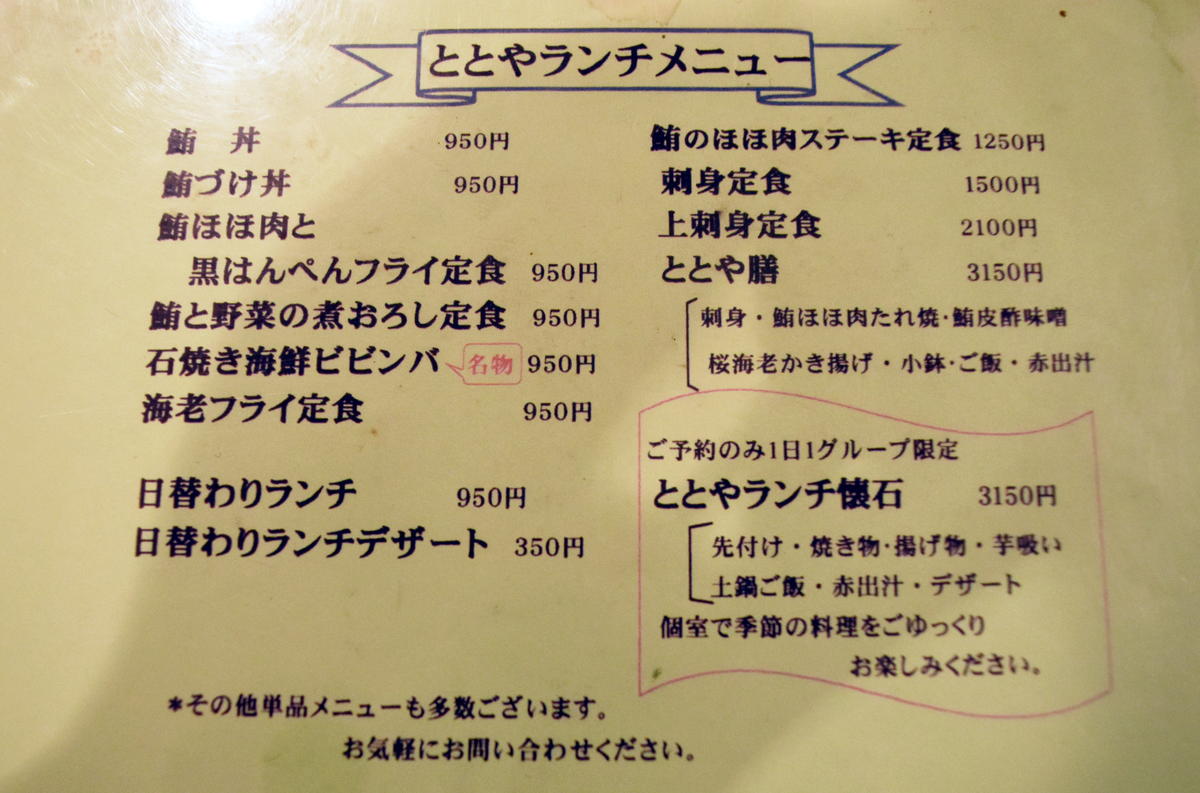 ととやランチメニュー
鮪　丼 950円
鮪づけ丼 950円
鮪ほほ肉と
黒はんぺんフライ定食 950円
鮪と野菜の煮おろし定食 950円
石焼き海鮮ビビンバ 名物 950円
海老フライ定食 950円
日替わりランチ 950円
日替わりランチデザート 350円
鮪のほほ肉ステーキ定食 1250円
刺身定食 1500円
上刺身定食 2100円
ととや膳 3150円
刺身・鮪ほほ肉たれ焼・鮪皮酢味噌
桜海老かき揚げ・小鉢・ご飯・赤出汁
ご予約のみ1日1グループ限定
ととやランチ懐石 3150円
先付け・焼き物・揚げ物・芋吸い
土鍋ご飯・赤出汁・デザート
個室で季節の料理をごゆっくり
お楽しみください。
*その他単品メニューも多数ございます。
お気軽にお問い合わせください。